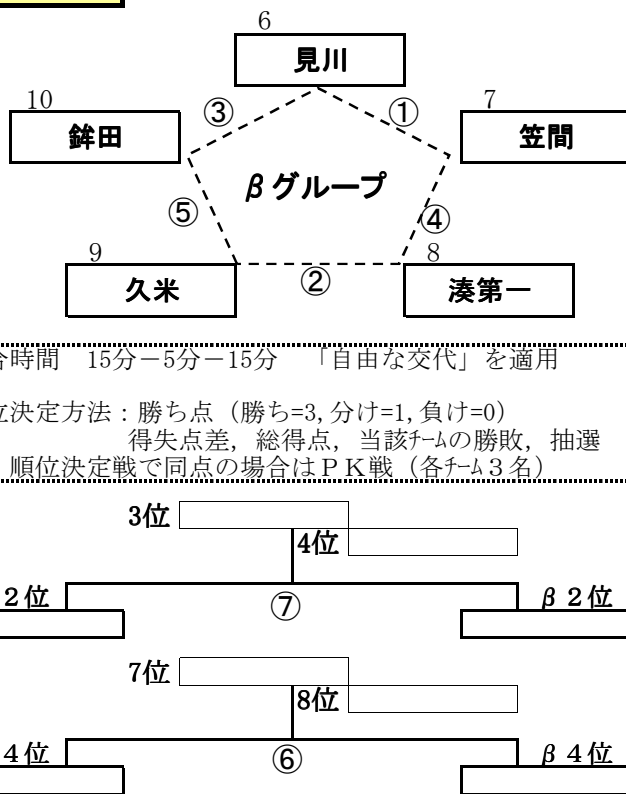 6
見川
10
鉾田
③
①
7
笠間
βグループ
⑤
④
9
久米
②
8
湊第一
合時間　15分－5分－15分　「自由な交代」を適用
位決定方法：勝ち点（勝ち=3,分け=1,負け=0）
得失点差，総得点，当該ﾁｰﾑの勝敗，抽選
順位決定戦で同点の場合はＰＫ戦（各ﾁｰﾑ３名）
3位
4位
2位
⑦
β 2位
7位
8位
4位
⑥
β 4位